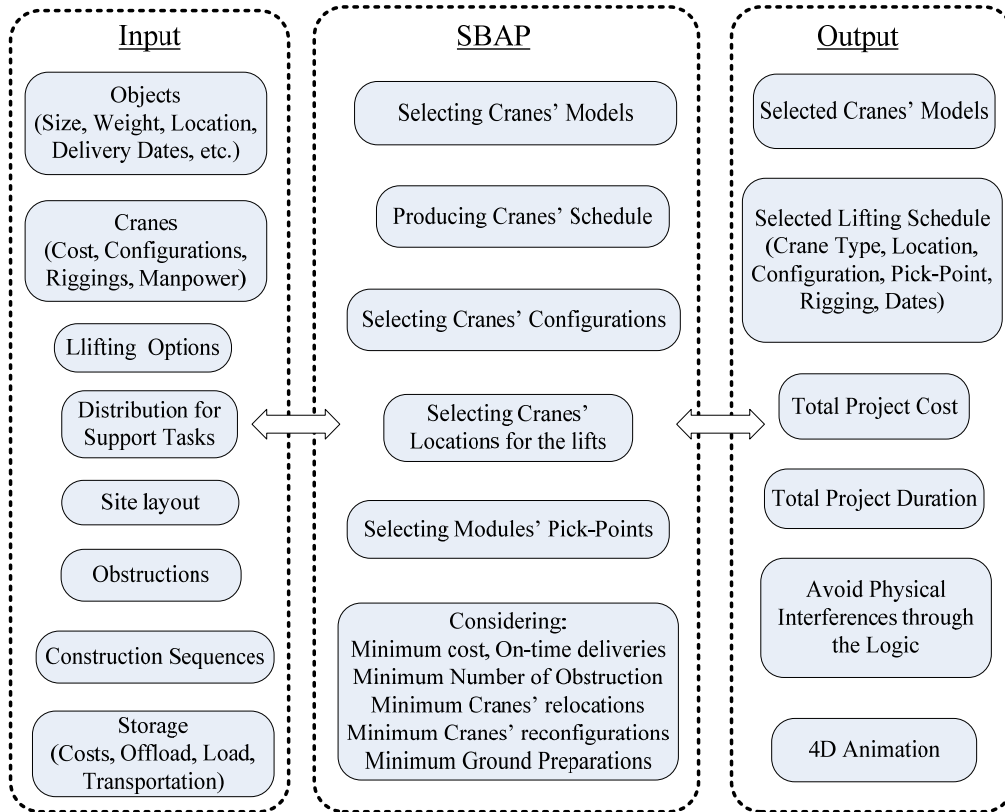 Input
Objects
(Size, Weight, Location,
Delivery Dates, etc.)
Cranes
(Cost, Configurations,
Riggings, Manpower)
Llifting Options
Distribution for
Support Tasks
Site layout
Obstructions
Construction Sequences
Storage
(Costs, Offload, Load,
Transportation)
SBAP
Selecting Cranes' Models
Producing Cranes' Schedule
Selecting Cranes' Configurations
Selecting Cranes'
Locations for the lifts
Selecting Modules' Pick-Points
Considering:
Minimum cost, On-time deliveries
Minimum Number of Obstruction
Minimum Cranes' relocations
Minimum Cranes' reconfigurations
Minimum Ground Preparations
Output
Selected Cranes' Models
Selected Lifting Schedule
(Crane Type, Location,
Configuration, Pick-Point,
Rigging, Dates)
Total Project Cost
Total Project Duration
Avoid Physical
Interferences through
the Logic
4D Animation